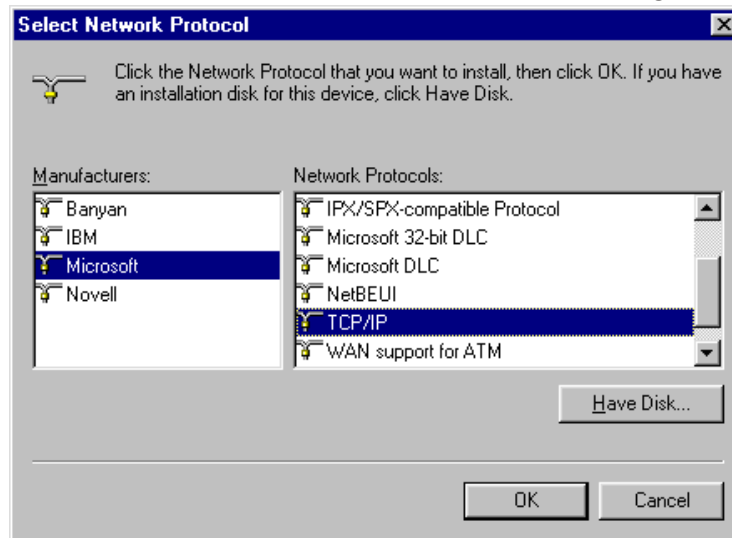 Select Network Protocol
Click the Network Protocol that you want to install, then click OK. If you have
an installation disk for this device, click Have Disk.
Manufacturers:
Banyan
IBM
Microsoft
Novell
Network Protocols:
IPX/SPX-compatible Protocol
Microsoft 32-bit DLC
Microsoft DLC
NetBEUI
TCP/IP
WAN support for ATM
Have Disk...
OK
Cancel